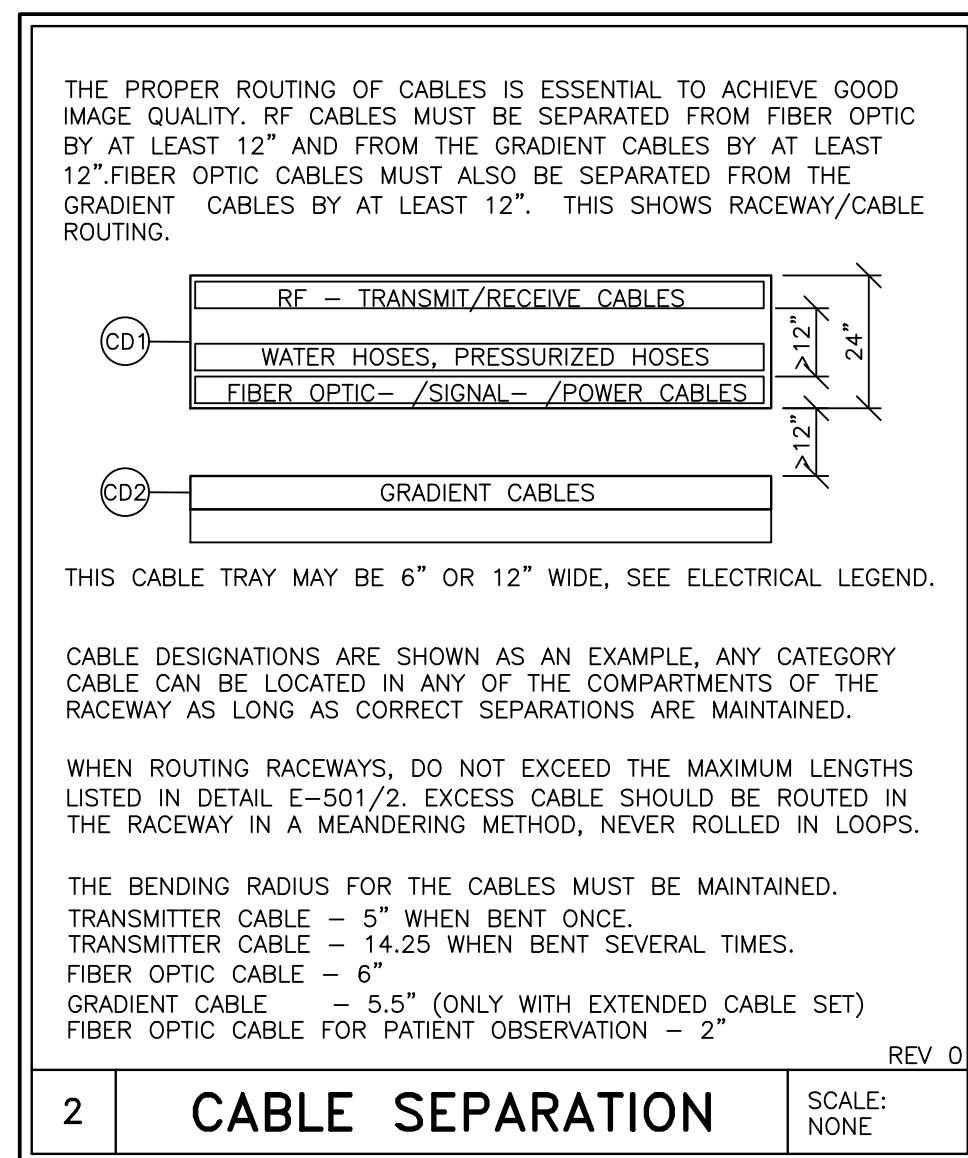 THE PROPER ROUTING OF CABLES IS ESSENTIAL TO ACHIEVE GOOD
IMAGE QUALITY. RF CABLES MUST BE SEPARATED FROM FIBER OPTIC
BY AT LEAST 12" AND FROM THE GRADIENT CABLES BY AT LEAST
12".FIBER OPTIC CABLES MUST ALSO BE SEPARATED FROM THE
GRADIENT CABLES BY AT LEAST 12". THIS SHOWS RACEWAY/CABLE
ROUTING.
RF – TRANSMIT/RECEIVE CABLES
CD1
WATER HOSES, PRESSURIZED HOSES
>12"
24"
FIBER OPTIC– /SIGNAL– /POWER CABLES
>12"
CD2
GRADIENT CABLES
THIS CABLE TRAY MAY BE 6" OR 12" WIDE, SEE ELECTRICAL LEGEND.
CABLE DESIGNATIONS ARE SHOWN AS AN EXAMPLE, ANY CATEGORY
CABLE CAN BE LOCATED IN ANY OF THE COMPARTMENTS OF THE
RACEWAY AS LONG AS CORRECT SEPARATIONS ARE MAINTAINED.
WHEN ROUTING RACEWAYS, DO NOT EXCEED THE MAXIMUM LENGTHS
LISTED IN DETAIL E–501/2. EXCESS CABLE SHOULD BE ROUTED IN
THE RACEWAY IN A MEANDERING METHOD, NEVER ROLLED IN LOOPS.
THE BENDING RADIUS FOR THE CABLES MUST BE MAINTAINED.
TRANSMITTER CABLE – 5" WHEN BENT ONCE.
TRANSMITTER CABLE – 14.25 WHEN BENT SEVERAL TIMES.
FIBER OPTIC CABLE – 6"
GRADIENT CABLE – 5.5" (ONLY WITH EXTENDED CABLE SET)
FIBER OPTIC CABLE FOR PATIENT OBSERVATION – 2"
REV 0
2
CABLE SEPARATION
SCALE:
NONE